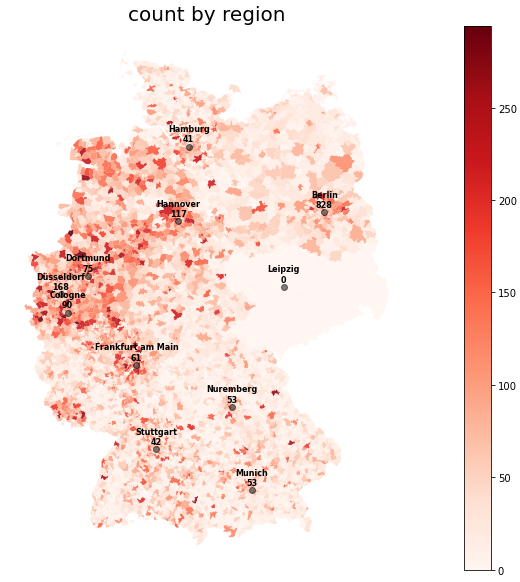 count by region
Hamburg
41
Berlin
828
Hannover
117
Dortmund
75
Düsseldorf
168
Cologne
90
Leipzig
0
Frankfurt am Main
61
Nuremberg
53
Stuttgart
42
Munich
53
250
200
150
100
50
0